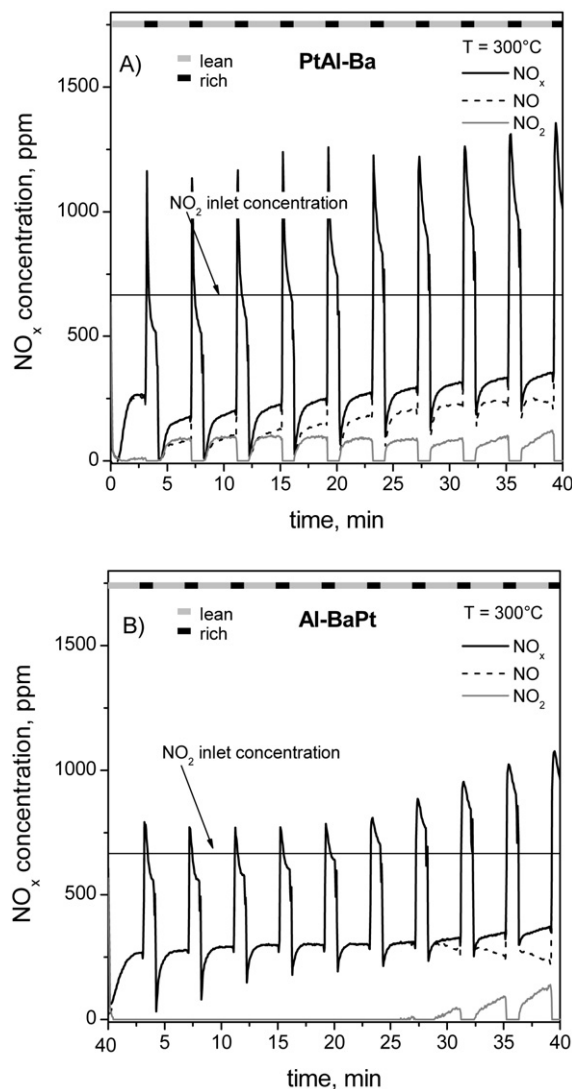 A)
PtAl-Ba
T = 300°C
lean
rich
NOx
NO
NO2
NO2 inlet concentration
1500
1000
500
0
NOx concentration, ppm
0 5 10 15 20 25 30 35 40
time, min
B)
Al-BaPt
T = 300°C
lean
rich
NOx
NO
NO2
NO2 inlet concentration
1500
1000
500
0
NOx concentration, ppm
40 5 10 15 20 25 30 35 40
time, min